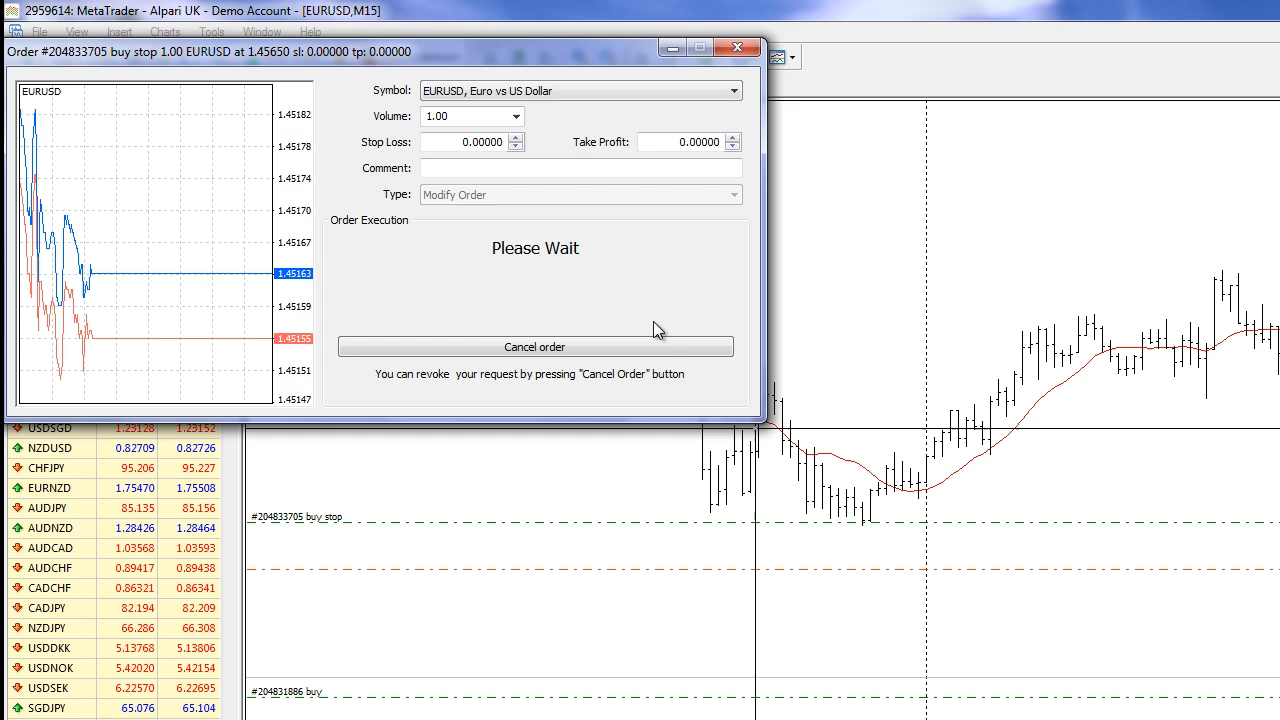 2959614: MetaTrader - Alpari UK - Demo Account - [EURUSD,M15]
File View Insert Charts Tools Window Help
Order #204833705 buy stop 1.00 EURUSD at 1.45650 sl: 0.00000 tp: 0.00000
EURUSD
1.45182
1.45178
1.45174
1.45170
1.45167
1.45163
1.45159
1.45155
1.45151
1.45147
Symbol: EURUSD, Euro vs US Dollar
Volume: 1.00
Stop Loss: 0.00000 Take Profit: 0.00000
Comment:
Type: Modify Order
Order Execution
Please Wait
Cancel order
You can revoke your request by pressing "Cancel Order" button
USDSGD 1.23128 1.23152
NZDUSD 0.82709 0.82726
CHFJPY 95.206 95.227
EURNZD 1.75470 1.75508
AUDJPY 85.135 85.156
AUDNZD 1.28426 1.28464
AUDCAD 1.03568 1.03593
AUDCHF 0.89417 0.89438
CADCHF 0.86321 0.86341
CADJPY 82.194 82.209
NZDJPY 66.286 66.308
USDDKK 5.13768 5.13806
USDNOK 5.42020 5.42154
USDSEK 6.22570 6.22695
SGDJPY 65.076 65.104
#204833705 buy stop
#204831886 buy